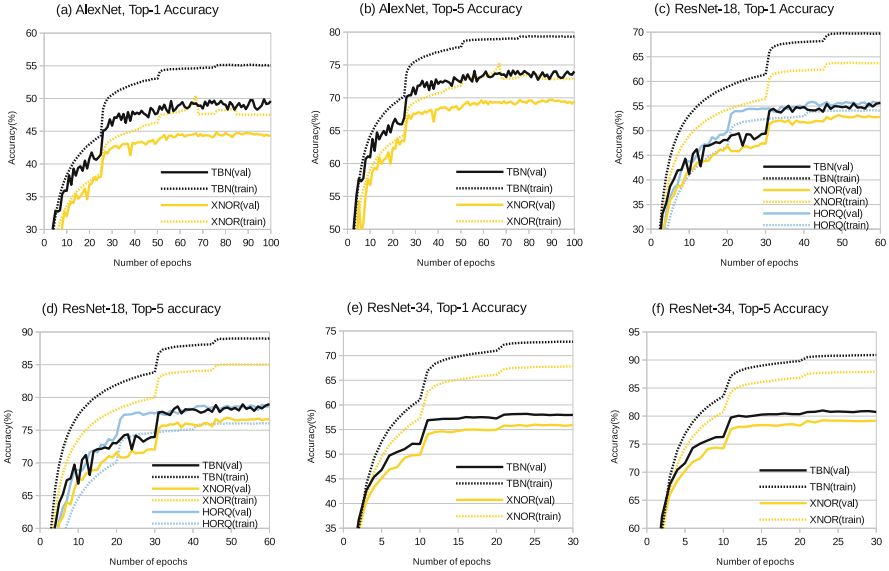 (a) AlexNet, Top-1 Accuracy
Accuracy(%)
60
55
50
45
40
35
30
0 10 20 30 40 50 60 70 80 90 100
Number of epochs
TBN(val)
TBN(train)
XNOR(val)
XNOR(train)
(b) AlexNet, Top-5 Accuracy
Accuracy(%)
80
75
70
65
60
55
50
0 10 20 30 40 50 60 70 80 90 100
Number of epochs
TBN(val)
TBN(train)
XNOR(val)
XNOR(train)
(c) ResNet-18, Top-1 Accuracy
Accuracy(%)
70
65
60
55
50
45
40
35
30
0 10 20 30 40 50 60
Number of epochs
TBN(val)
TBN(train)
XNOR(val)
XNOR(train)
HORQ(val)
HORQ(train)
(d) ResNet-18, Top-5 accuracy
Accuracy(%)
90
85
80
75
70
65
60
0 10 20 30 40 50 60
Number of epochs
TBN(val)
TBN(train)
XNOR(val)
XNOR(train)
HORQ(val)
HORQ(train)
(e) ResNet-34, Top-1 Accuracy
Accuracy(%)
75
70
65
60
55
50
45
40
35
0 5 10 15 20 25 30
Number of epochs
TBN(val)
TBN(train)
XNOR(val)
XNOR(train)
(f) ResNet-34, Top-5 Accuracy
Accuracy(%)
95
90
85
80
75
70
65
60
0 5 10 15 20 25 30
Number of epochs
TBN(val)
TBN(train)
XNOR(val)
XNOR(train)